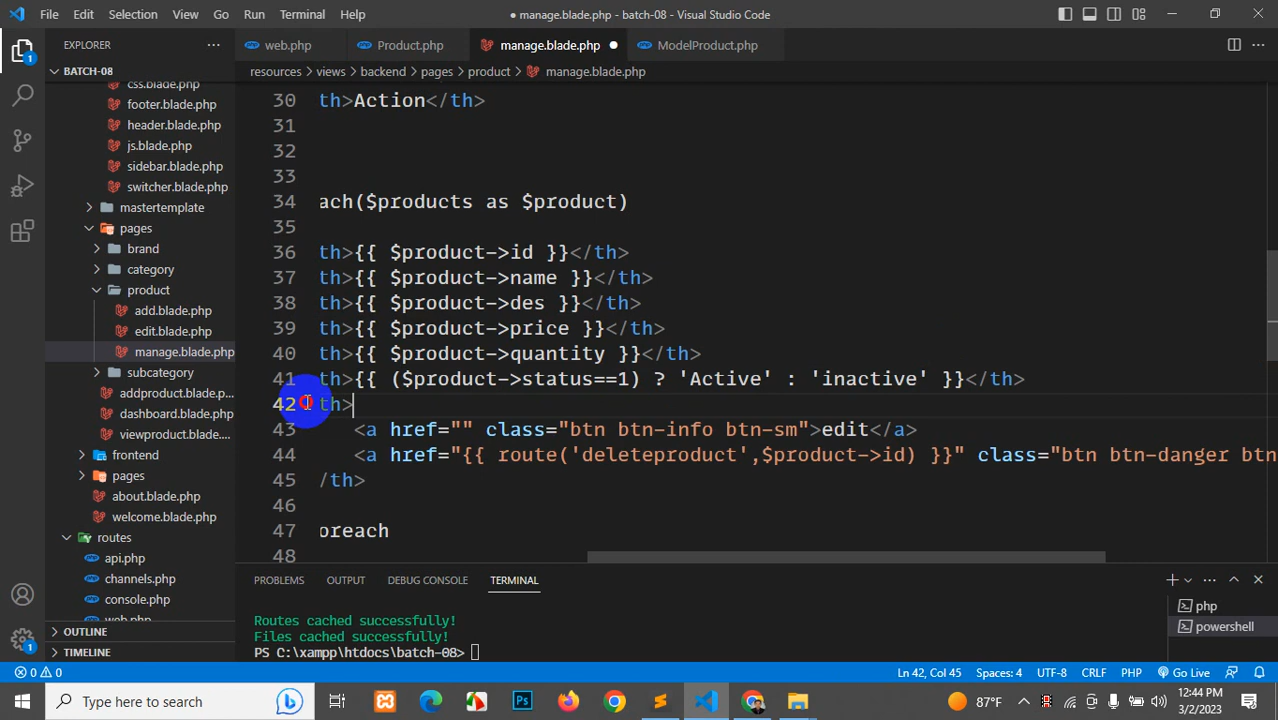 File Edit Selection View Go Run Terminal Help
● manage.blade.php - batch-08 - Visual Studio Code
EXPLORER
web.php Product.php manage.blade.php ModelProduct.php
BATCH-08
resources > views > backend > pages > product > manage.blade.php
css.blade.php
footer.blade.php
header.blade.php
js.blade.php
sidebar.blade.php
switcher.blade.php
mastertemplate
pages
brand
category
product
add.blade.php
edit.blade.php
manage.blade.php
subcategory
addproduct.blade.p...
dashboard.blade.php
viewproduct.blade....
frontend
pages
about.blade.php
welcome.blade.php
routes
api.php
channels.php
console.php
web.php
OUTLINE
TIMELINE
30 th>Action</th>
31
32
33
34 ach($products as $product)
35
36 th>{{ $product->id }}</th>
37 th>{{ $product->name }}</th>
38 th>{{ $product->des }}</th>
39 th>{{ $product->price }}</th>
40 th>{{ $product->quantity }}</th>
41 th>{{ ($product->status==1) ? 'Active' : 'inactive' }}</th>
42 th>
43 <a href="" class="btn btn-info btn-sm">edit</a>
44 <a href="{{ route('deleteproduct',$product->id) }}" class="btn btn-danger btn
45 /th>
46
47 oreach
48
PROBLEMS OUTPUT DEBUG CONSOLE TERMINAL
Routes cached successfully!
Files cached successfully!
PS C:\xampp\htdocs\batch-08>
php
powershell
0 0 Ln 42, Col 45 Spaces: 4 UTF-8 CRLF PHP Go Live
Type here to search
87°F
12:44 PM
3/2/2023